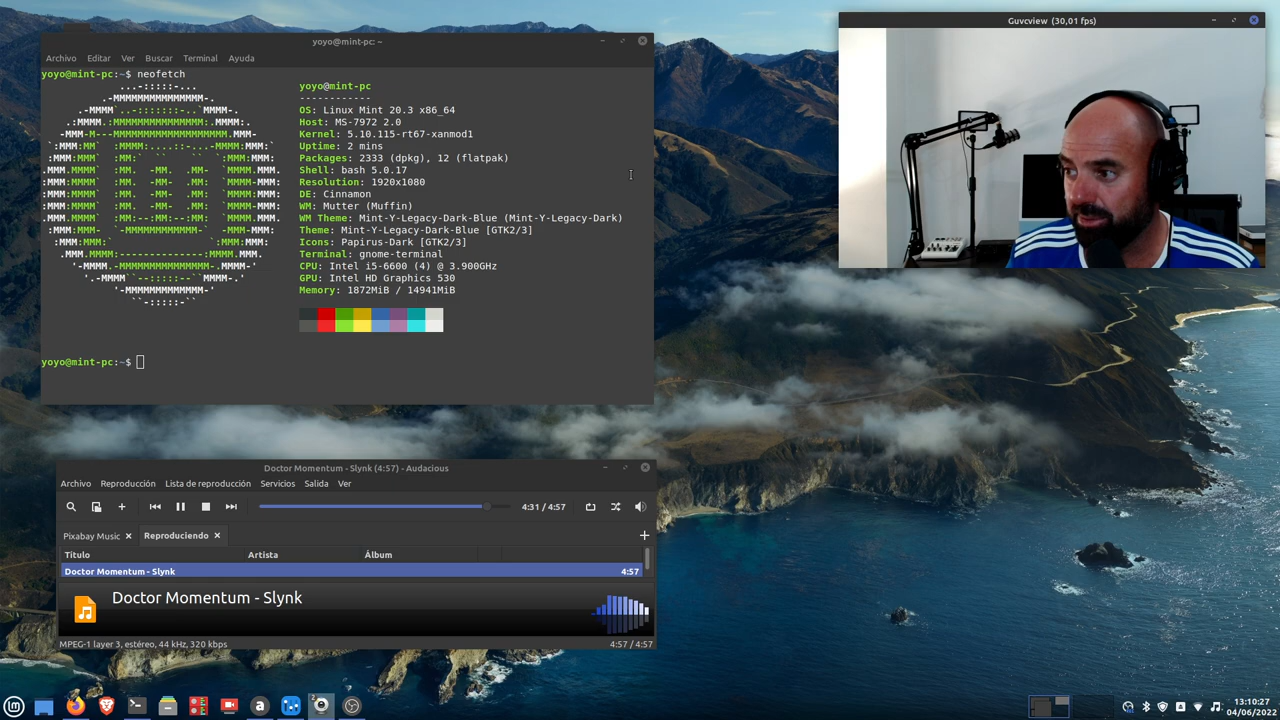 yoyo@mint-pc: ~
Archivo Editar Ver Buscar Terminal Ayuda
yoyo@mint-pc:~$ neofetch
yoyo@mint-pc
------------
OS: Linux Mint 20.3 x86_64
Host: MS-7972 2.0
Kernel: 5.10.115-rt67-xanmod1
Uptime: 2 mins
Packages: 2333 (dpkg), 12 (flatpak)
Shell: bash 5.0.17
Resolution: 1920x1080
DE: Cinnamon
WM: Mutter (Muffin)
WM Theme: Mint-Y-Legacy-Dark-Blue (Mint-Y-Legacy-Dark)
Theme: Mint-Y-Legacy-Dark-Blue [GTK2/3]
Icons: Papirus-Dark [GTK2/3]
Terminal: gnome-terminal
CPU: Intel i5-6600 (4) @ 3.900GHz
GPU: Intel HD Graphics 530
Memory: 1872MiB / 14941MiB
yoyo@mint-pc:~$
Guvcview (30,01 fps)
Doctor Momentum - Slynk (4:57) - Audacious
Archivo Reproducción Lista de reproducción Servicios Salida Ver
4:31 / 4:57
Pixabay Music Reproduciendo
Título Artista Álbum
Doctor Momentum - Slynk 4:57
Doctor Momentum - Slynk
MPEG-1 layer 3, estéreo, 44 kHz, 320 kbps 4:57 / 4:57
13:10:27
04/06/2022